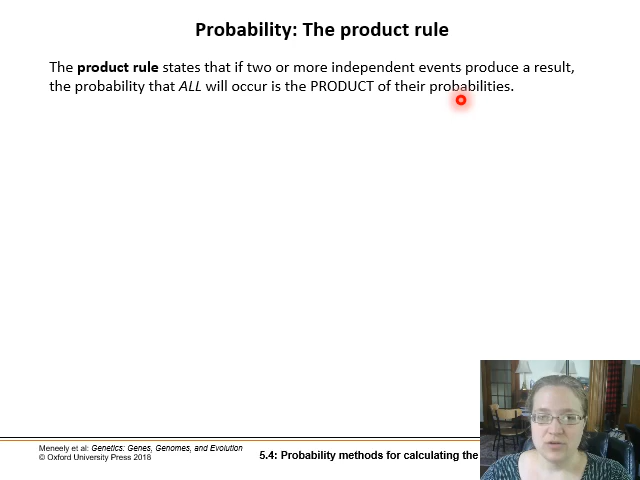 Probability: The product rule
The product rule states that if two or more independent events produce a result,
the probability that ALL will occur is the PRODUCT of their probabilities.
Meneely et al: Genetics: Genes, Genomes, and Evolution
© Oxford University Press 2018
5.4: Probability methods for calculating the